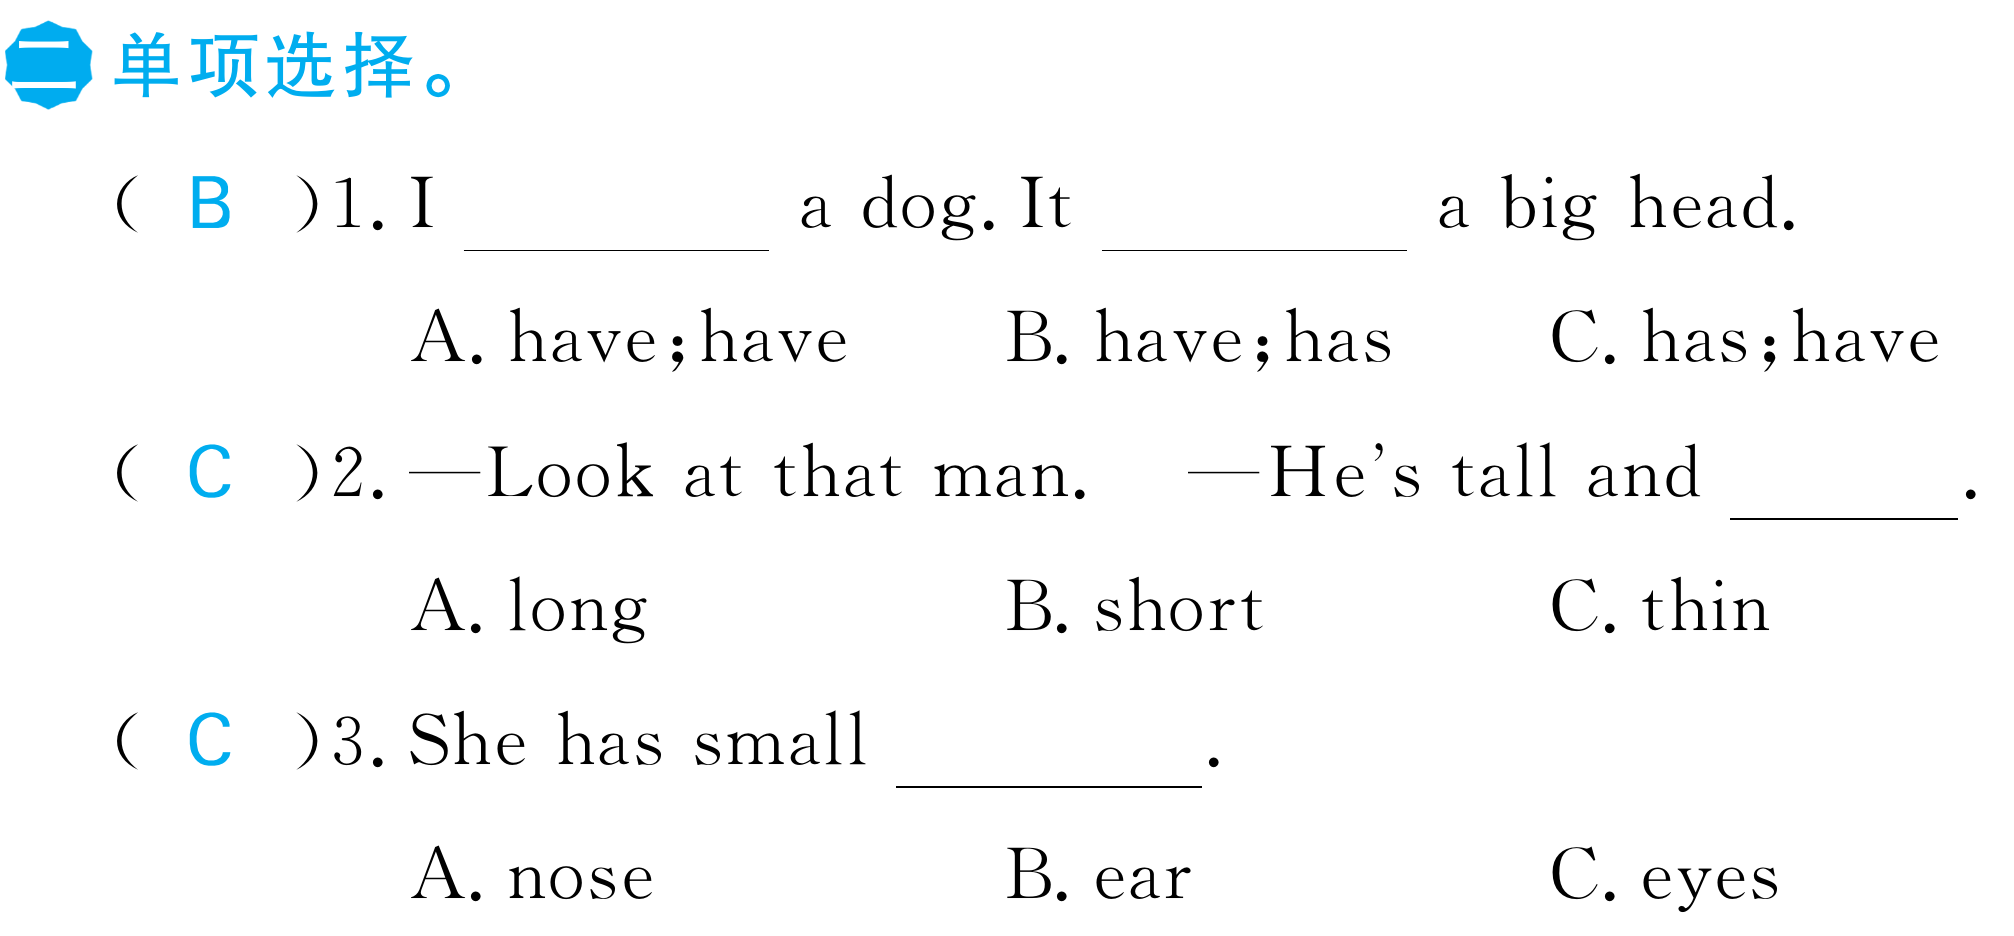 二 单项选择。
( B )1. I ________ a dog. It ________ a big head.
A. have;have B. have;has C. has;have
( C )2. —Look at that man. —He's tall and ______.
A. long B. short C. thin
( C )3. She has small ________.
A. nose B. ear C. eyes